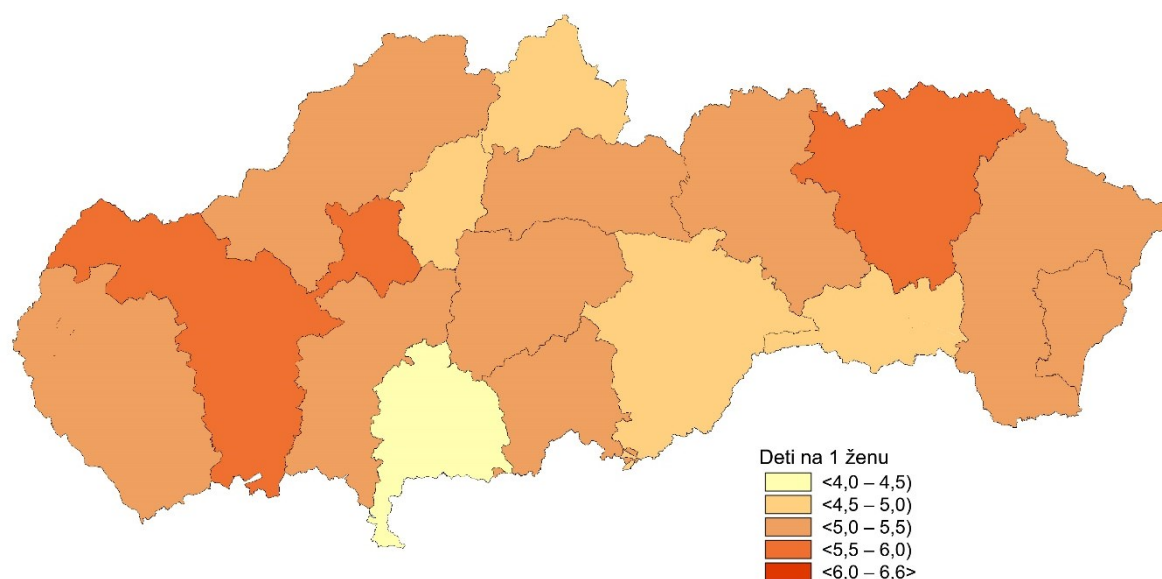 Deti na 1 ženu
<4,0 – 4,5)
<4,5 – 5,0)
<5,0 – 5,5)
<5,5 – 6,0)
<6,0 – 6,6>